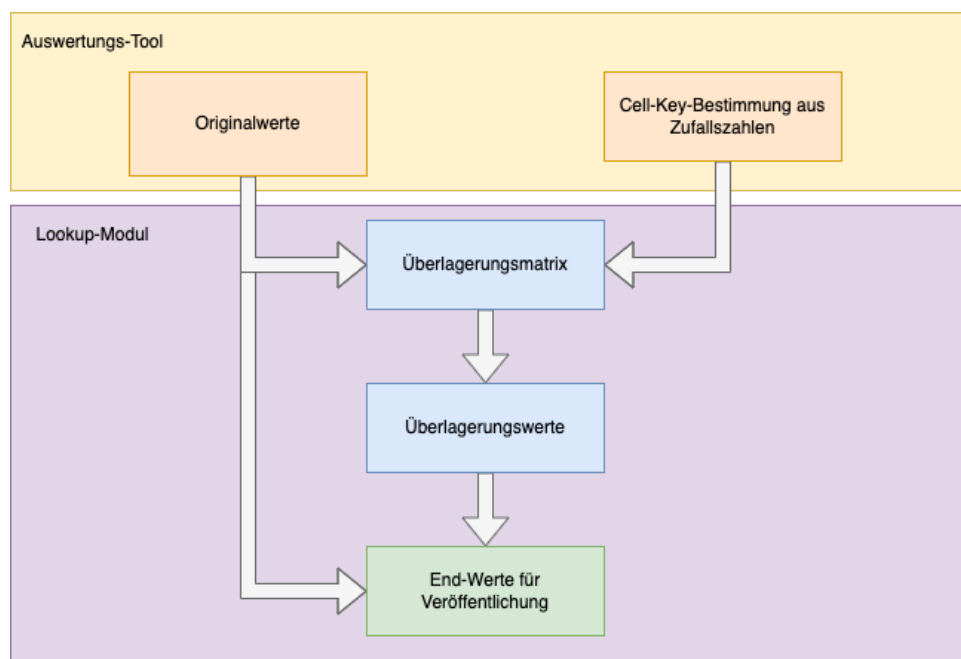 Auswertungs-Tool
Originalwerte
Cell-Key-Bestimmung aus
Zufallszahlen
Lookup-Modul
Überlagerungsmatrix
Überlagerungswerte
End-Werte für
Veröffentlichung